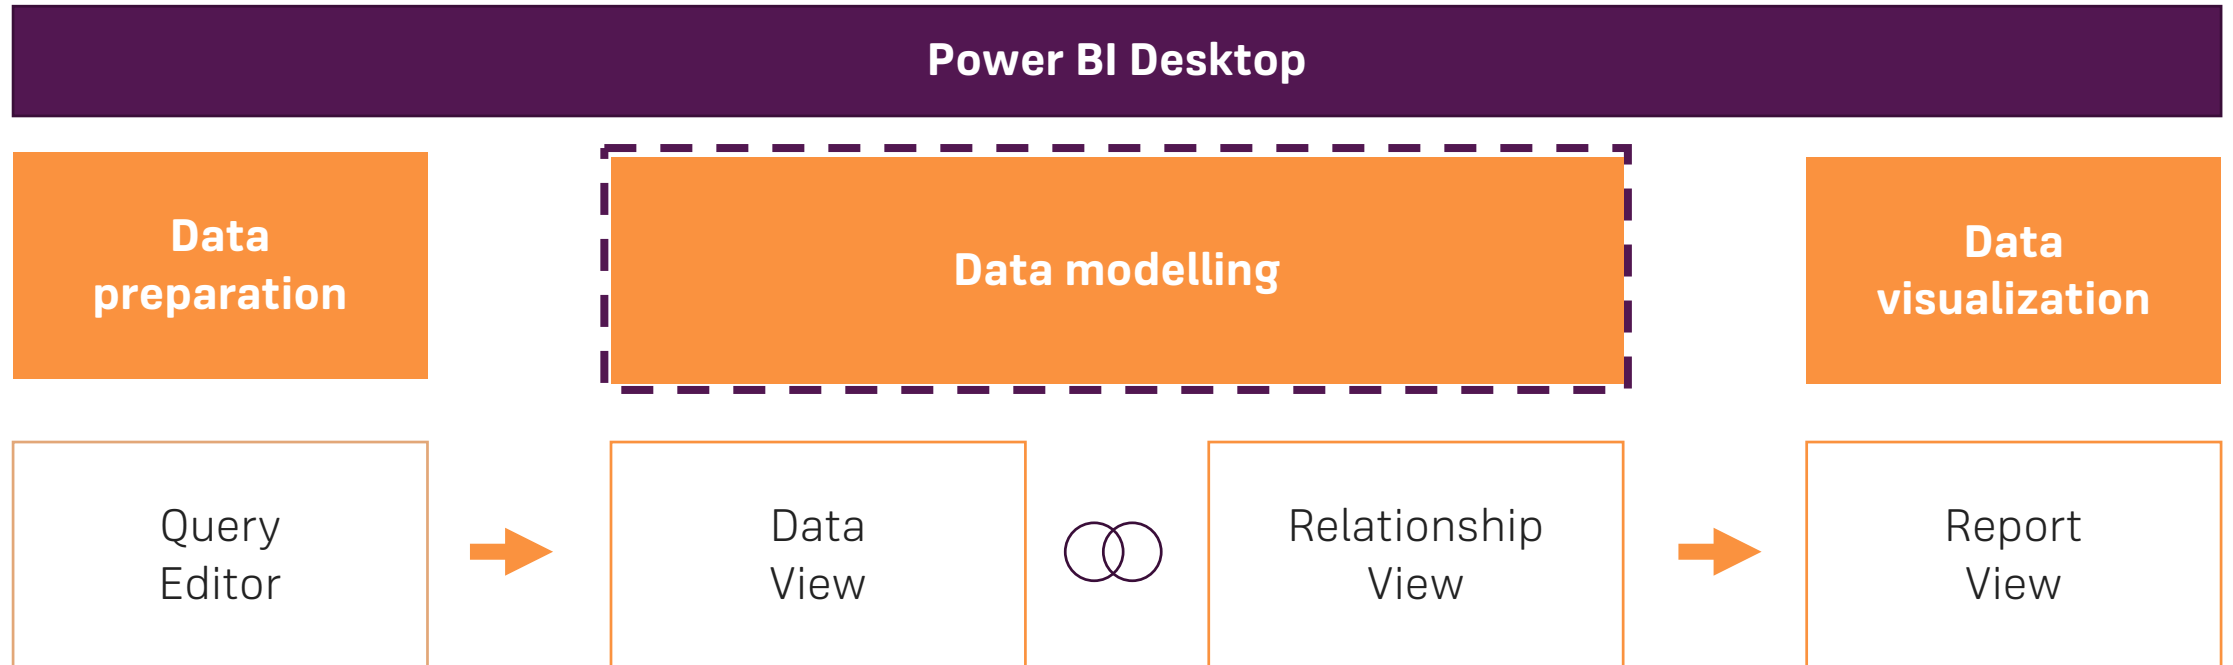 Power BI Desktop
Data
preparation
Data modelling
Data
visualization
Query
Editor
Data
View
Relationship
View
Report
View